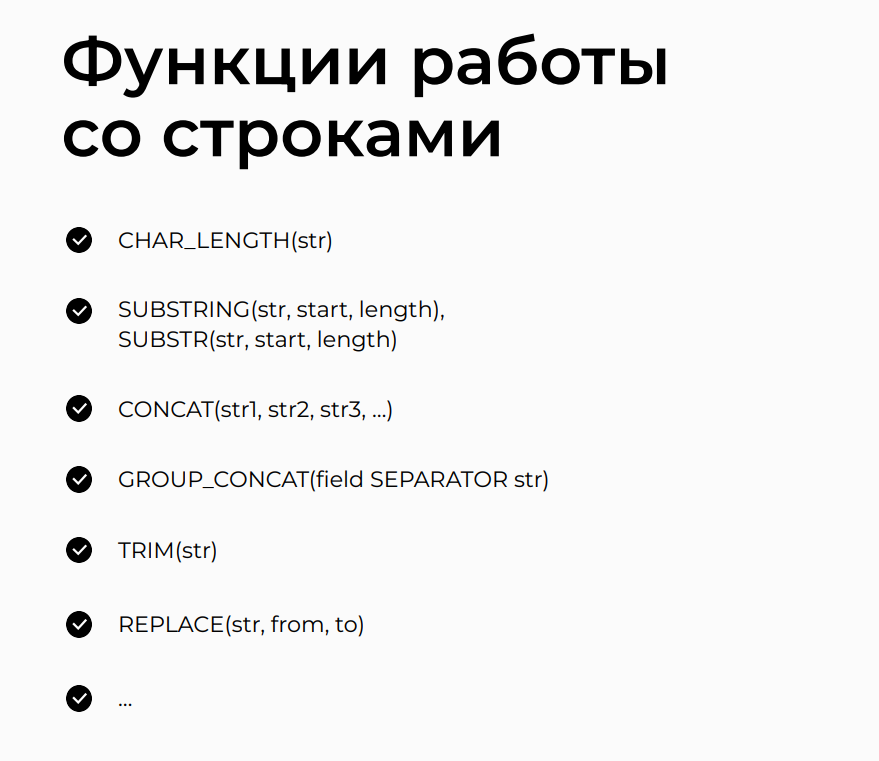 Функции работы
со строками
CHAR_LENGTH(str)
SUBSTRING(str, start, length),
SUBSTR(str, start, length)
CONCAT(str1, str2, str3, ...)
GROUP_CONCAT(field SEPARATOR str)
TRIM(str)
REPLACE(str, from, to)
...